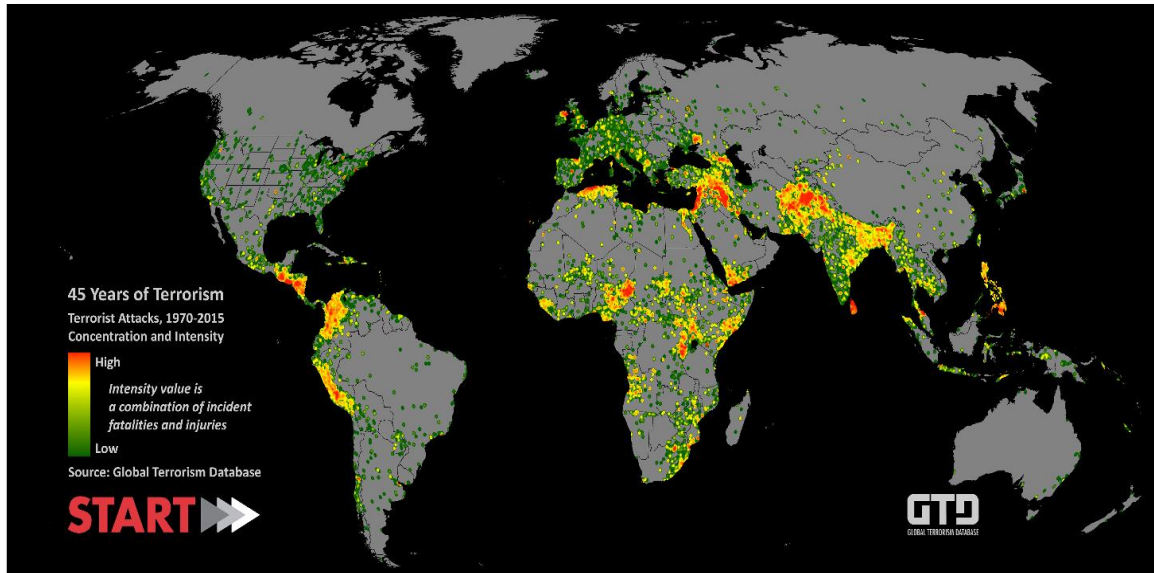 45 Years of Terrorism
Terrorist Attacks, 1970-2015
Concentration and Intensity
High
Intensity value is
a combination of incident
fatalities and injuries
Low
Source: Global Terrorism Database
START
GTD
GLOBAL TERRORISM DATABASE